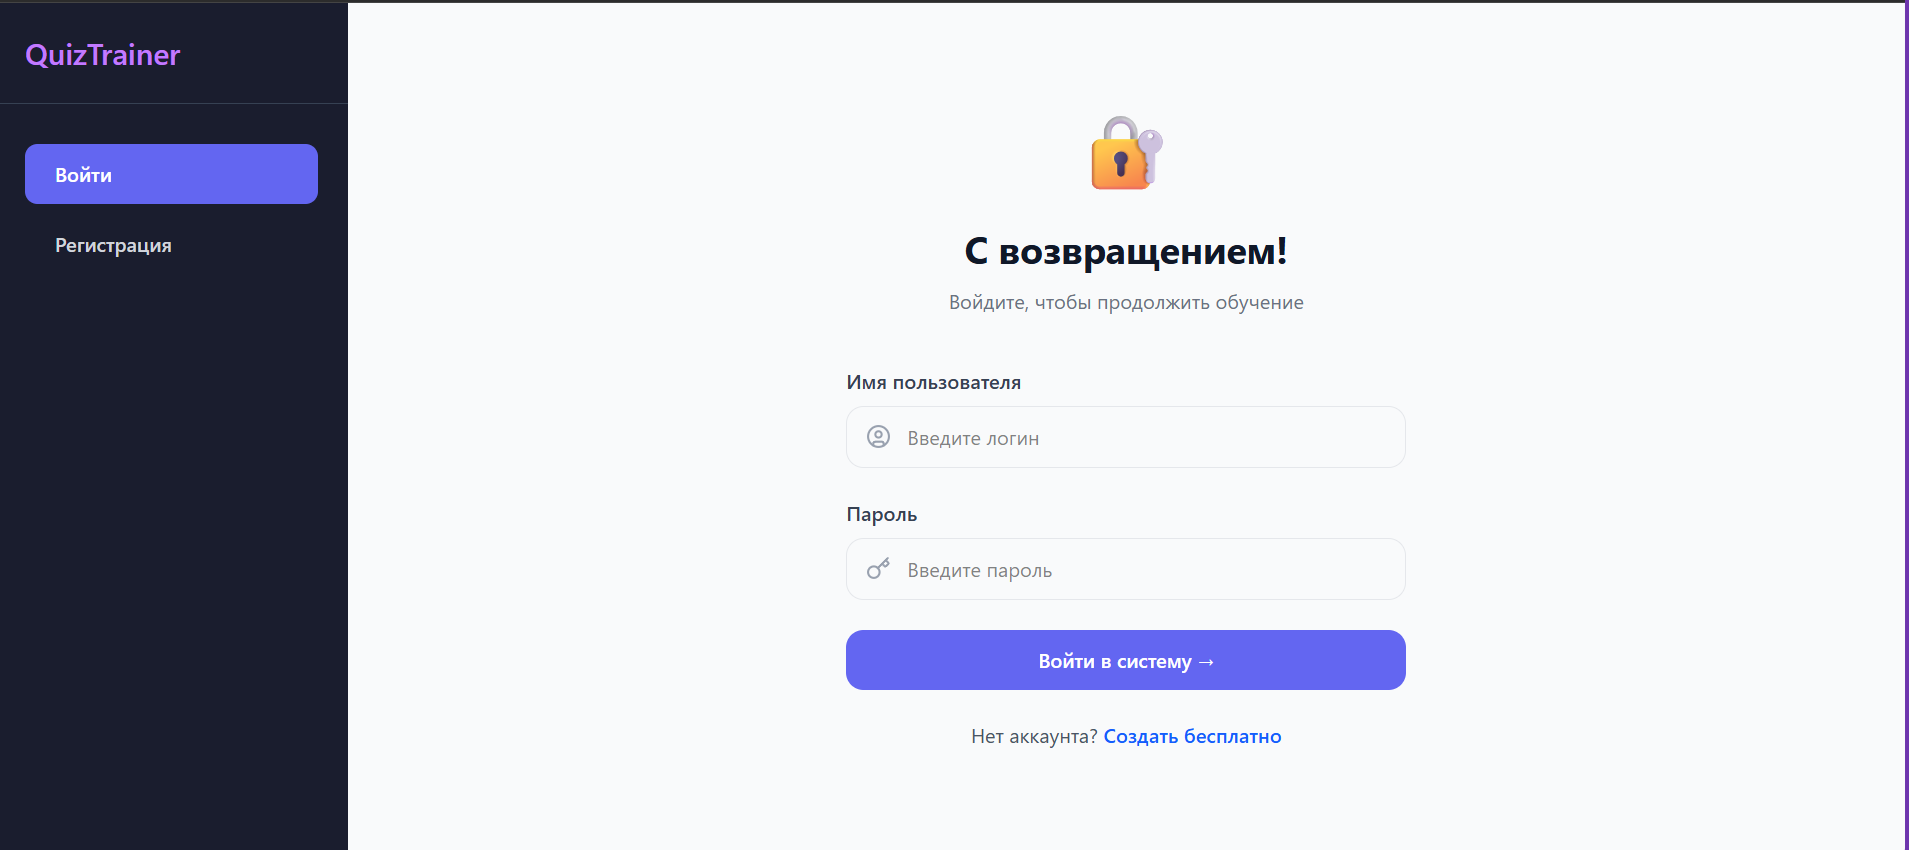 QuizTrainer
Войти
Регистрация
С возвращением!
Войдите, чтобы продолжить обучение
Имя пользователя
Введите логин
Пароль
Введите пароль
Войти в систему →
Нет аккаунта? Создать бесплатно